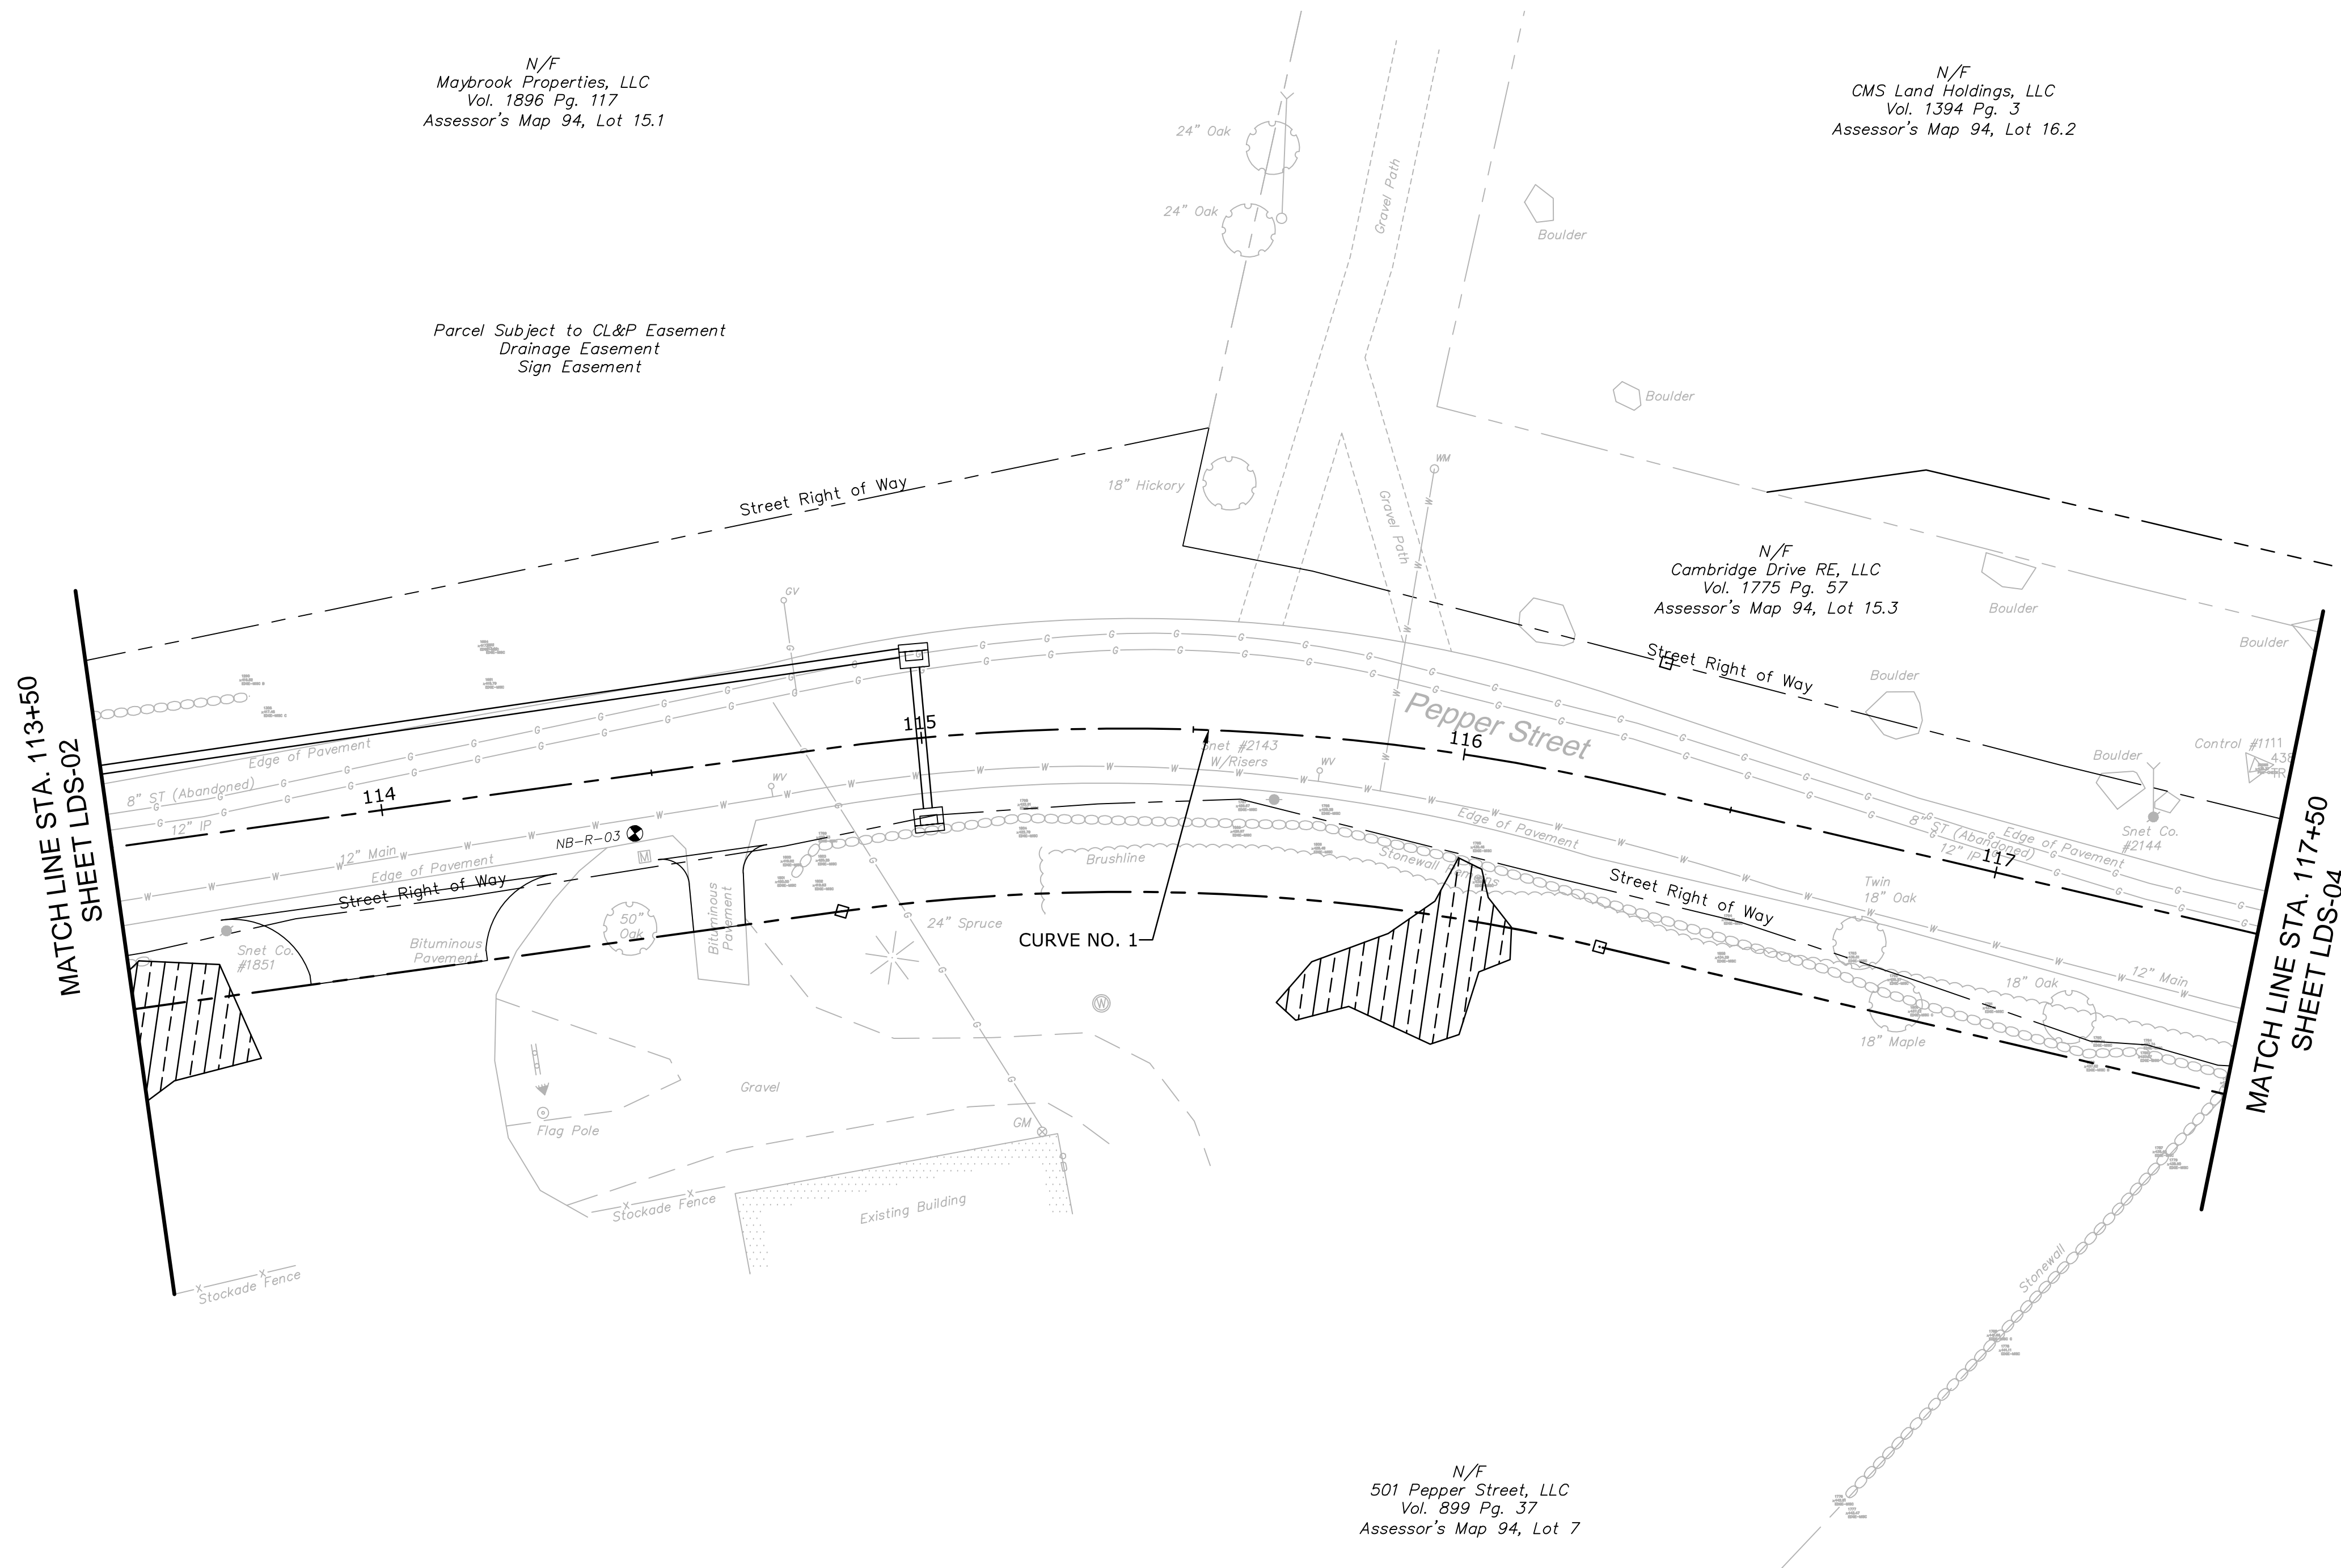 N/F
Maybrook Properties, LLC
Vol. 1896 Pg. 117
Assessor's Map 94, Lot 15.1
N/F
CMS Land Holdings, LLC
Vol. 1394 Pg. 3
Assessor's Map 94, Lot 16.2
24" Oak
24" Oak
Gravel Path
Boulder
Parcel Subject to CL&P Easement
Drainage Easement
Sign Easement
Boulder
Street Right of Way
18" Hickory
WM
Gravel Path
N/F
Cambridge Drive RE, LLC
Vol. 1775 Pg. 57
Assessor's Map 94, Lot 15.3
Boulder
Boulder
GV
Street Right of Way
Boulder
MATCH LINE STA. 113+50
SHEET LDS-02
Edge of Pavement
8" ST (Abandoned)
12" IP
114
115
116
117
Pepper Street
Snet #2143
W/Risers
WV
WV
Boulder
Control #1111
Snet Co.
#2144
8" ST (Abandoned)
12" IP
Edge of Pavement
NB-R-03
M
12" Main
Edge of Pavement
Street Right of Way
Brushline
Edge of Pavement
Stonewall Remains
Street Right of Way
Twin
18" Oak
Snet Co.
#1851
Bituminous
Pavement
50"
Oak
Bituminous
Pavement
24" Spruce
CURVE NO. 1
W
18" Oak
12" Main
18" Maple
MATCH LINE STA. 117+50
SHEET LDS-04
Gravel
Flag Pole
GM
Stockade Fence
Existing Building
Stockade Fence
Stonewall
N/F
501 Pepper Street, LLC
Vol. 899 Pg. 37
Assessor's Map 94, Lot 7